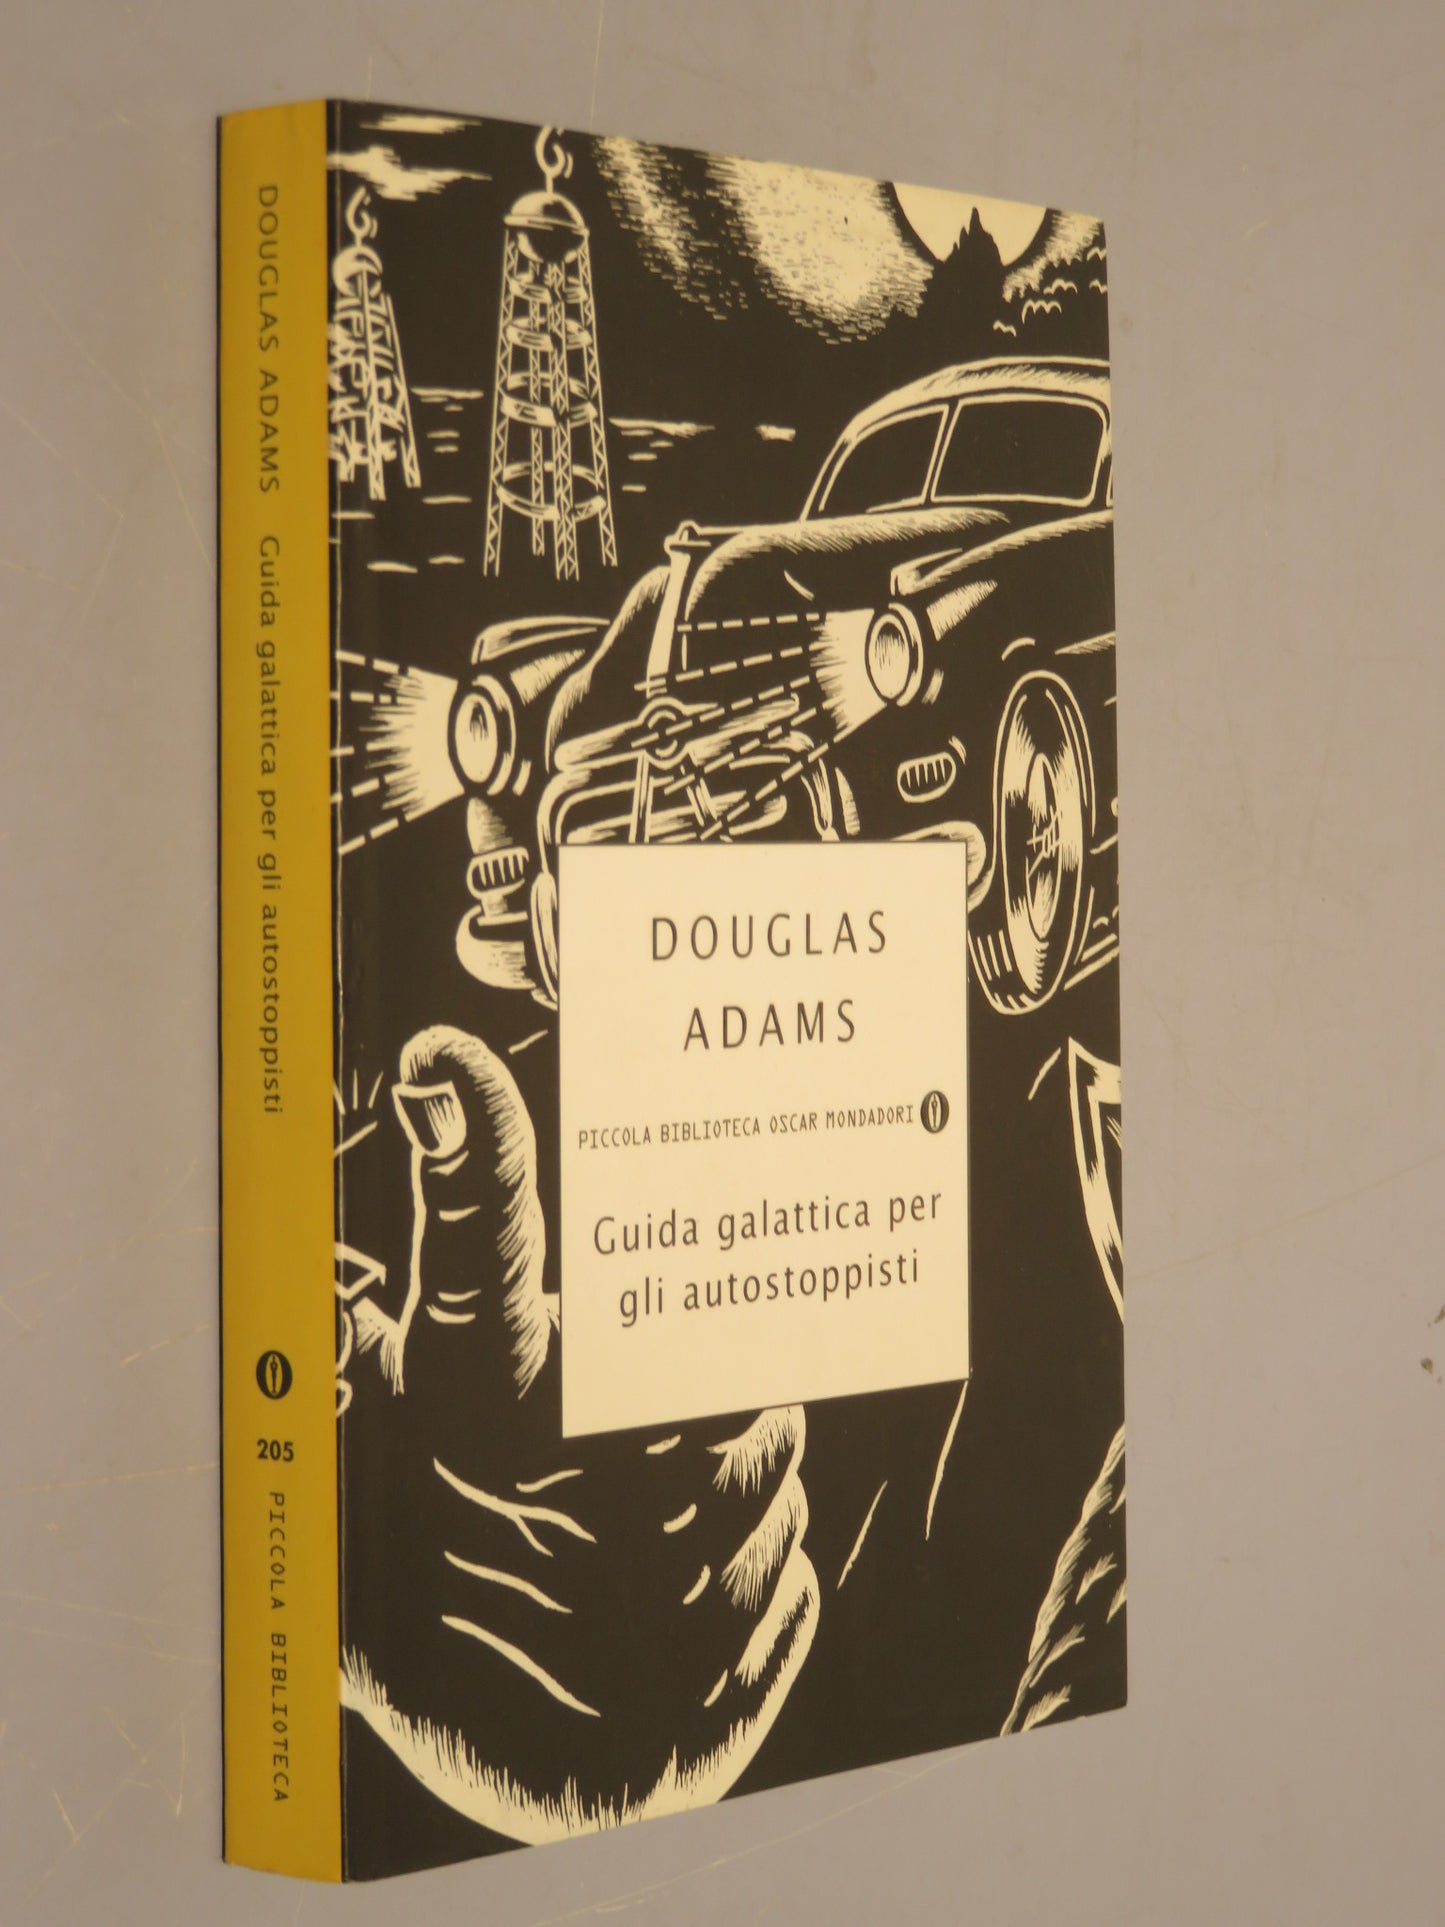 DOUGLAS ADAMS Guida galattica per gli autostoppisti
205 PICCOLA BIBLIOTECA
DOUGLAS
ADAMS
PICCOLA BIBLIOTECA OSCAR MONDADORI
Guida galattica per
gli autostoppisti